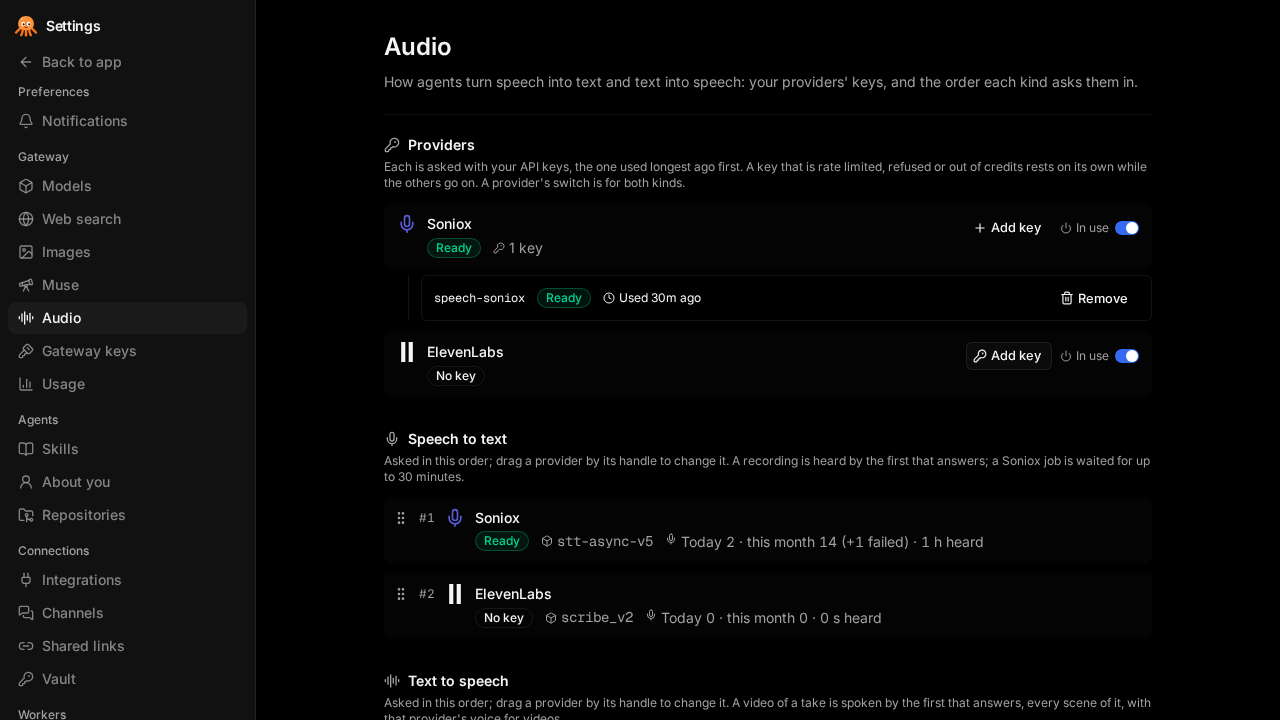 Settings
Back to app
Preferences
Notifications
Gateway
Models
Web search
Images
Muse
Audio
Gateway keys
Usage
Agents
Skills
About you
Repositories
Connections
Integrations
Channels
Shared links
Vault
Workers
Audio
How agents turn speech into text and text into speech: your providers' keys, and the order each kind asks them in.
Providers
Each is asked with your API keys, the one used longest ago first. A key that is rate limited, refused or out of credits rests on its own while
the others go on. A provider's switch is for both kinds.
Soniox
Ready 1 key
Add key In use
speech-soniox Ready Used 30m ago Remove
ElevenLabs
No key
Add key In use
Speech to text
Asked in this order; drag a provider by its handle to change it. A recording is heard by the first that answers; a Soniox job is waited for up
to 30 minutes.
#1 Soniox
Ready stt-async-v5 Today 2 · this month 14 (+1 failed) · 1 h heard
#2 ElevenLabs
No key scribe_v2 Today 0 · this month 0 · 0 s heard
Text to speech
Asked in this order; drag a provider by its handle to change it. A video of a take is spoken by the first that answers, every scene of it, with
that provider's voice for videos.